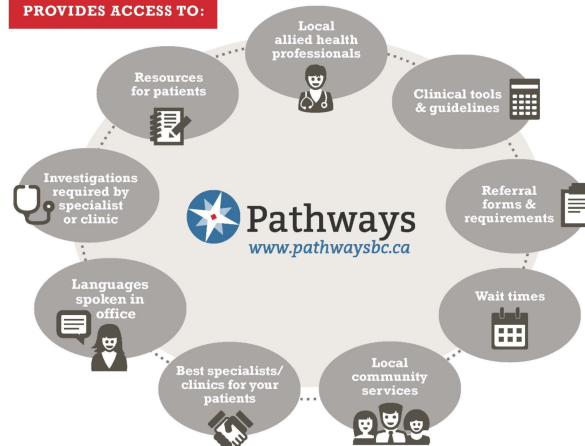 PROVIDES ACCESS TO:
Local
allied health
professionals
Clinical tools
& guidelines
Referral
forms &
requirements
Wait times
Local
community
services
Best specialists/
clinics for your
patients
Languages
spoken in
office
Investigations
required by
specialist
or clinic
Resources
for patients
Pathways
www.pathwaysbc.ca